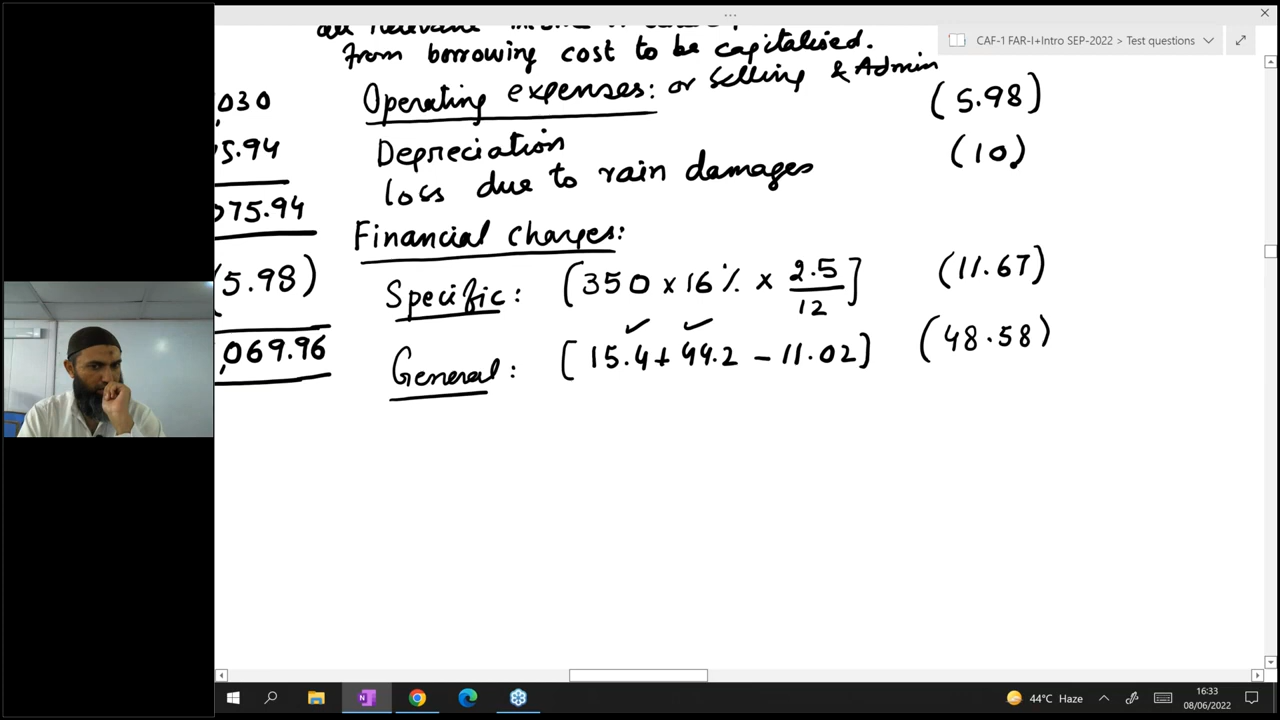 CAF-1 FAR-I+Intro SEP-2022 > Test questions
from borrowing cost to be capitalised.
Operating expenses: or selling & Admin
Depreciation (5.98)
loss due to rain damages (10)
Financial charges:
Specific: [350 x 16 % x 2.5/12] (11.67)
General: [15.4 + 44.2 - 11.02] (48.58)
,030
5.94
075.94
(5.98)
,069.96
44°C Haze
16:33
08/06/2022